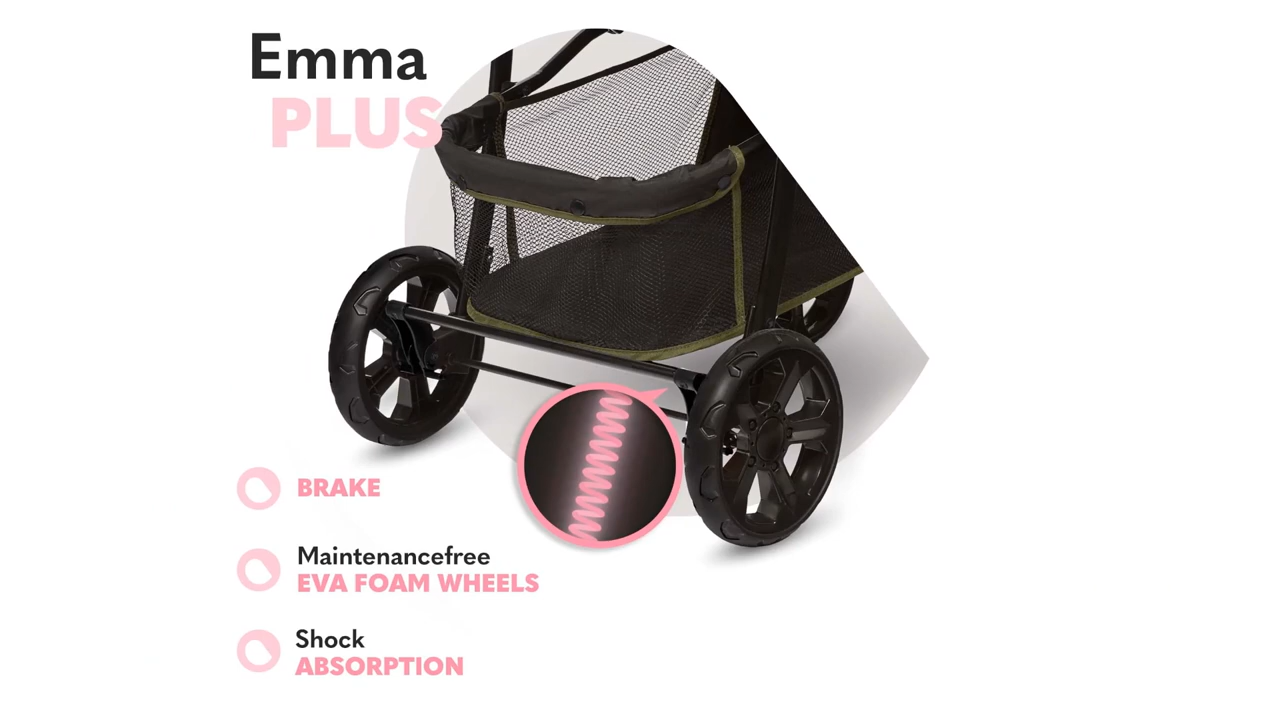 Emma
PLUS
BRAKE
Maintenancefree
EVA FOAM WHEELS
Shock
ABSORPTION